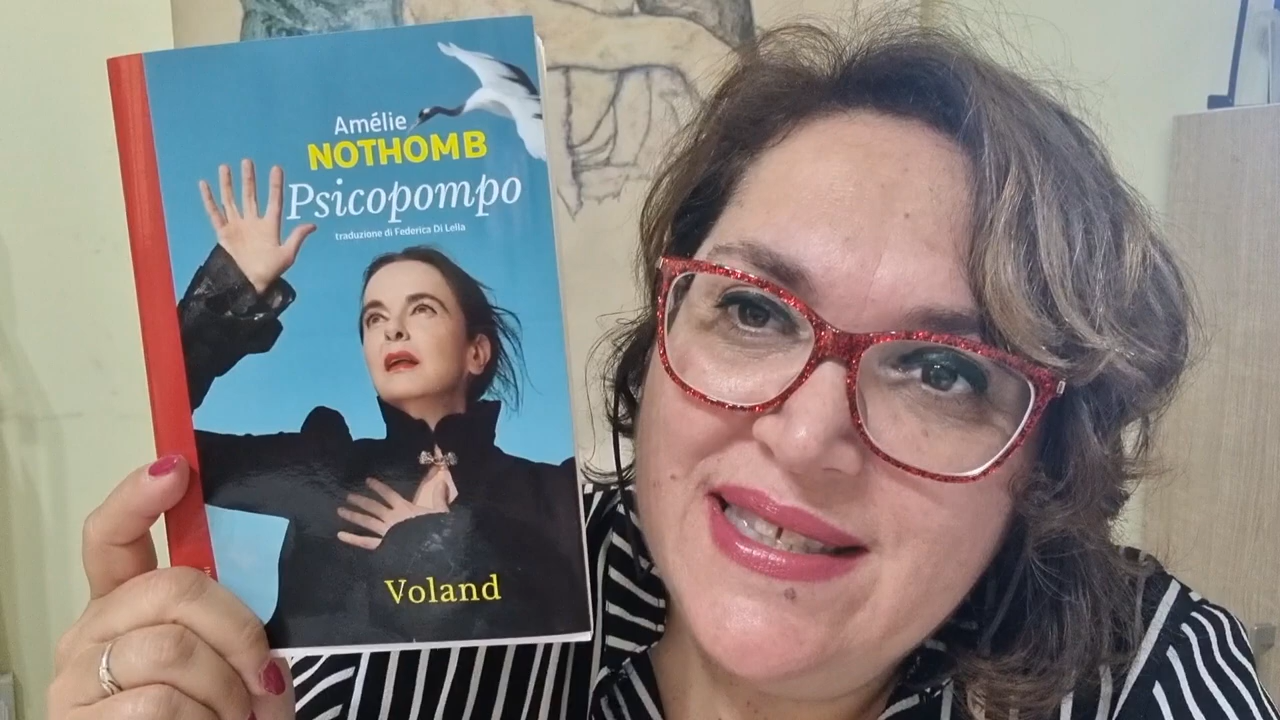 Amélie
NOTHOMB
Psicopompo
traduzione di Federica Di Lella
Voland